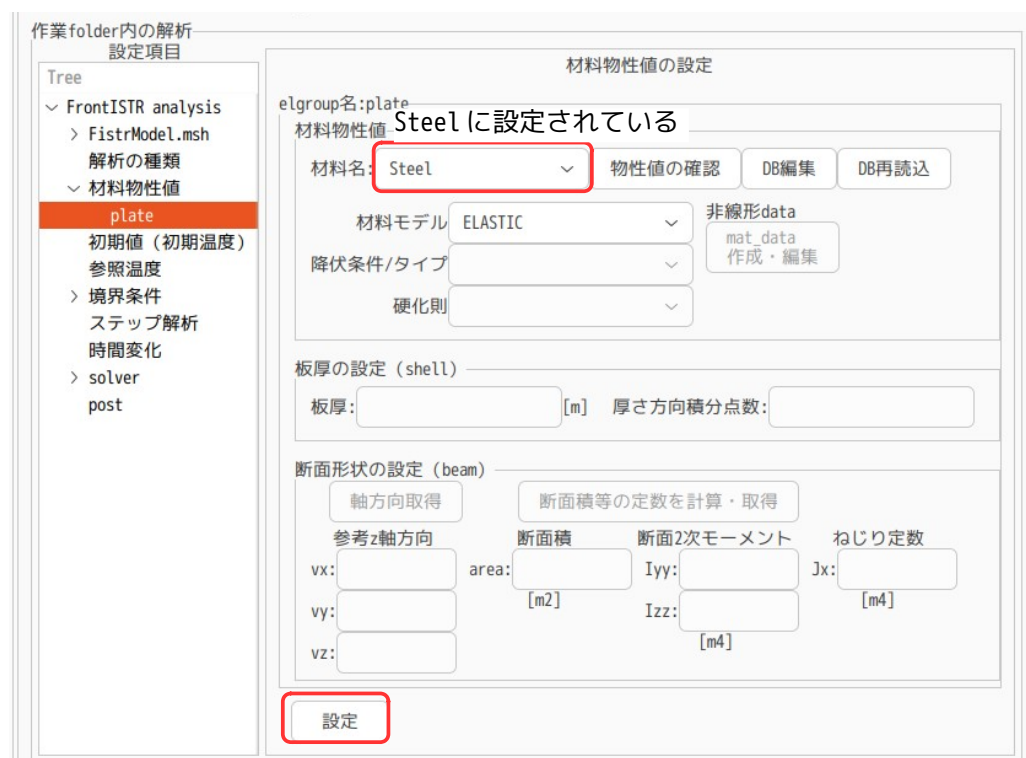 作業folder内の解析
設定項目
Tree
FrontISTR analysis
FistrModel.msh
解析の種類
材料物性値
plate
初期値（初期温度）
参照温度
境界条件
ステップ解析
時間変化
solver
post
材料物性値の設定
elgroup名:plate
材料物性値
Steelに設定されている
材料名: Steel 物性値の確認 DB編集 DB再読込
材料モデル ELASTIC
非線形data
mat_data
作成・編集
降伏条件/タイプ
硬化則
板厚の設定（shell）
板厚: [m] 厚さ方向積分点数:
断面形状の設定（beam）
軸方向取得 断面積等の定数を計算・取得
参考z軸方向 断面積 断面2次モーメント ねじり定数
vx: area: Iyy: Jx:
[m2] [m4]
vy: Izz:
[m4]
vz:
設定